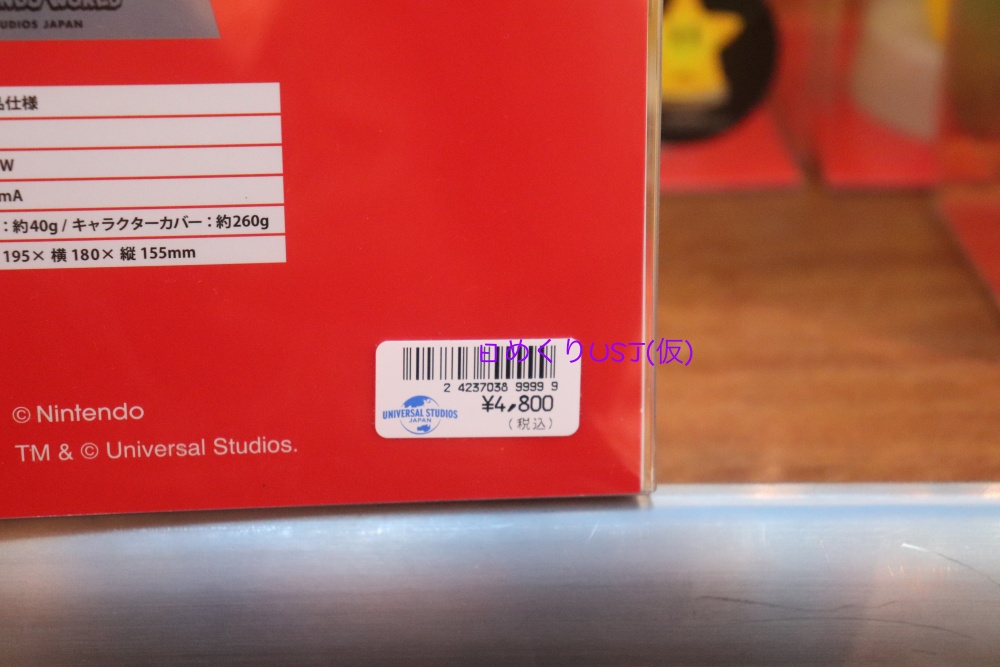 STUDIOS JAPAN
品仕様
W
mA
：約40g / キャラクターカバー：約260g
195× 横 180× 縦 155mm
日めくりUSJ(仮)
2 4237038 9999 9
¥4,800
(税込)
UNIVERSAL STUDIOS
JAPAN
© Nintendo
TM & © Universal Studios.